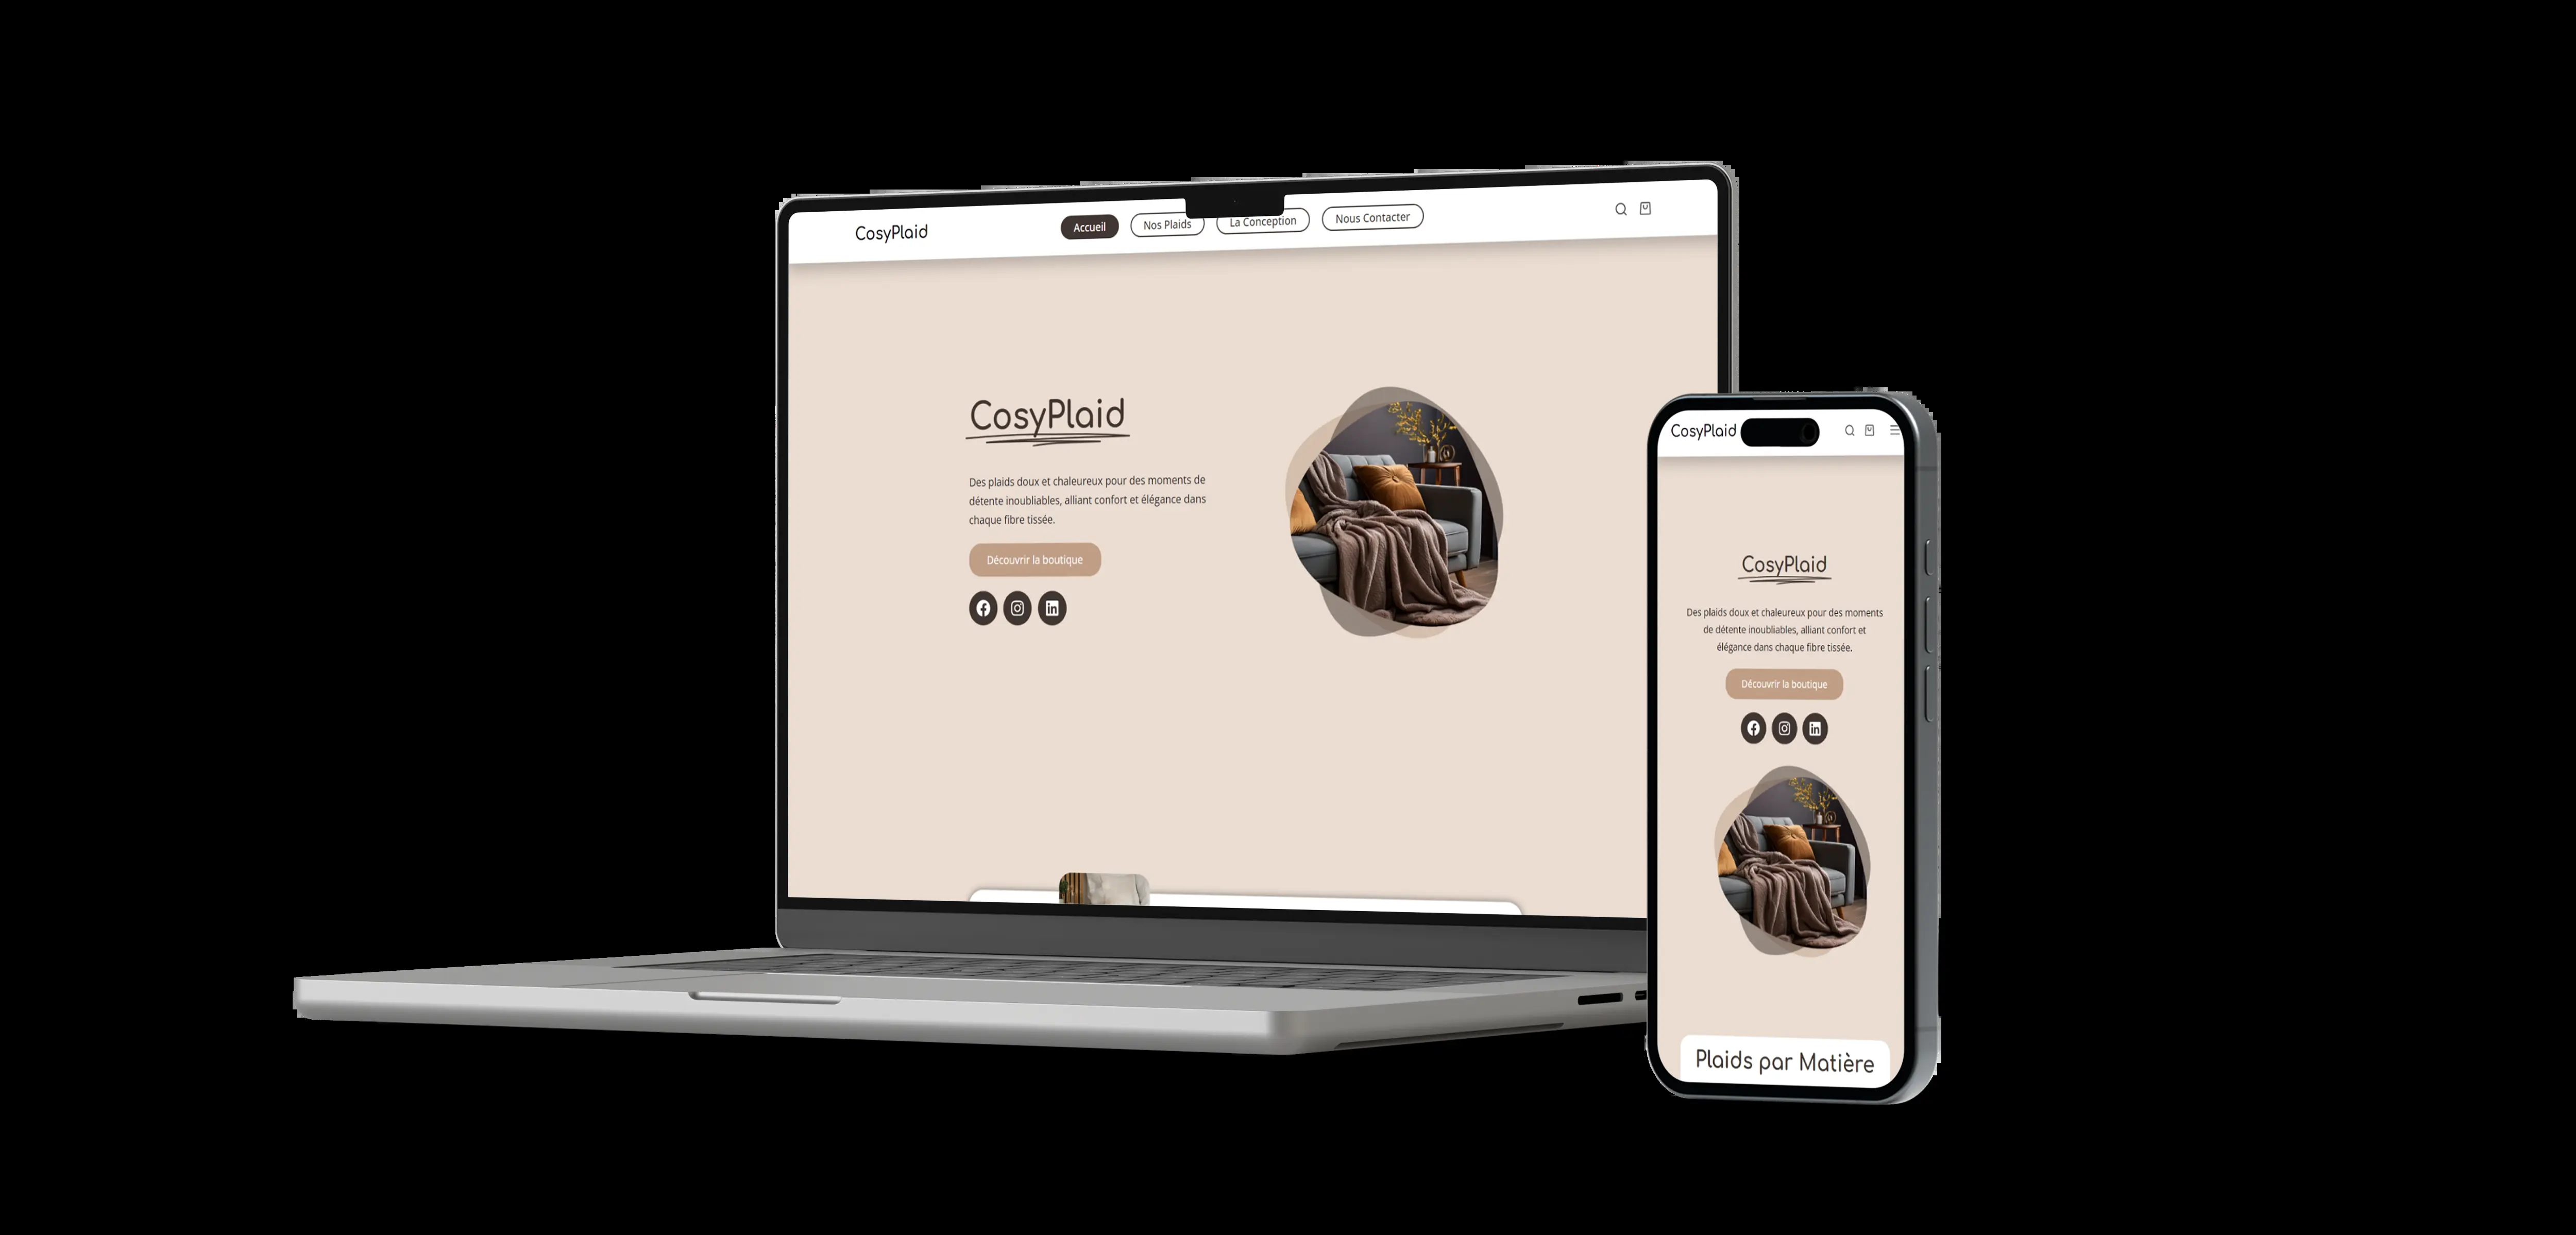 CosyPlaid
Accueil
Nos Plaids
La Conception
Nous Contacter
CosyPlaid
Des plaids doux et chaleureux pour des moments de
détente inoubliables, alliant confort et élégance dans
chaque fibre tissée.
Découvrir la boutique
CosyPlaid
CosyPlaid
Des plaids doux et chaleureux pour des moments
de détente inoubliables, alliant confort et
élégance dans chaque fibre tissée.
Découvrir la boutique
Plaids par Matière